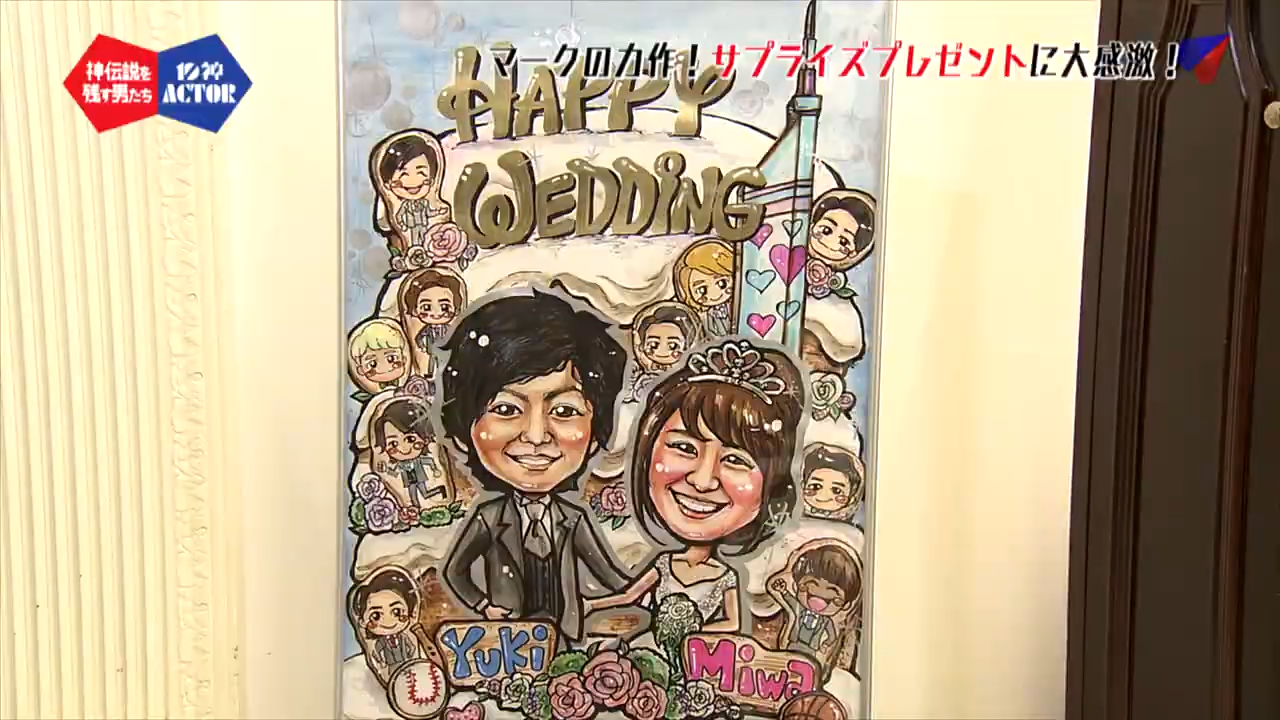 神伝説を
残す男たち
10神
ACTOR
マークの力作！サプライズプレゼントに大感激！
HAPPY
WEDDiNG
Yuki
Miwa